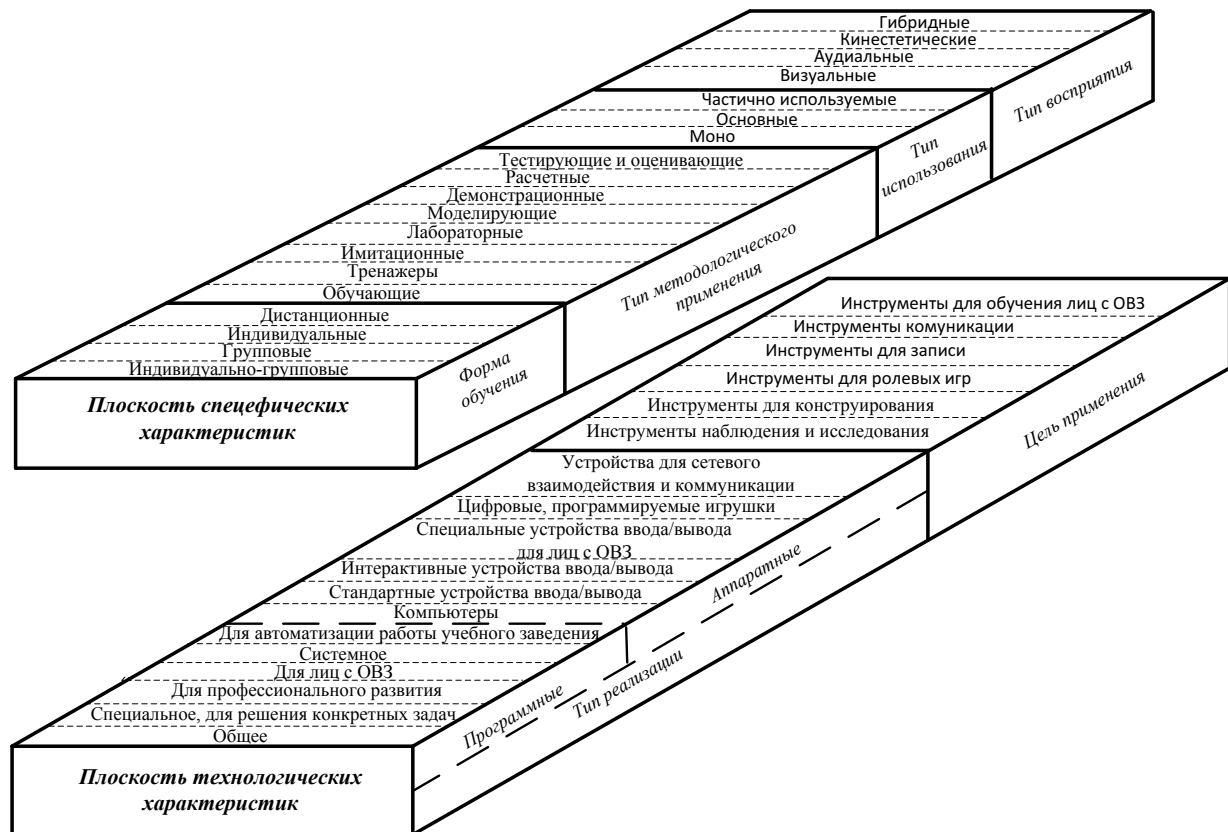 Гибридные
Кинестетические
Аудиальные
Визуальные
Тип восприятия
Частично используемые
Основные
Моно
Тип
использования
Тестирующие и оценивающие
Расчетные
Демонстрационные
Моделирующие
Лабораторные
Имитационные
Тренажеры
Обучающие
Тип методологического
применения
Дистанционные
Индивидуальные
Групповые
Индивидуально-групповые
Форма
обучения
Плоскость спецефических
характеристик
Инструменты для обучения лиц с ОВЗ
Инструменты комуникации
Инструменты для записи
Инструменты для ролевых игр
Инструменты для конструирования
Инструменты наблюдения и исследования
Цель применения
Устройства для сетевого
взаимодействия и коммуникации
Цифровые, программируемые игрушки
Специальные устройства ввода/вывода
для лиц с ОВЗ
Интерактивные устройства ввода/вывода
Стандартные устройства ввода/вывода
Компьютеры
Аппаратные
Для автоматизации работы учебного заведения
Системное
Для лиц с ОВЗ
Для профессионального развития
Специальное, для решения конкретных задач
Общее
Программные
Тип реализации
Плоскость технологических
характеристик